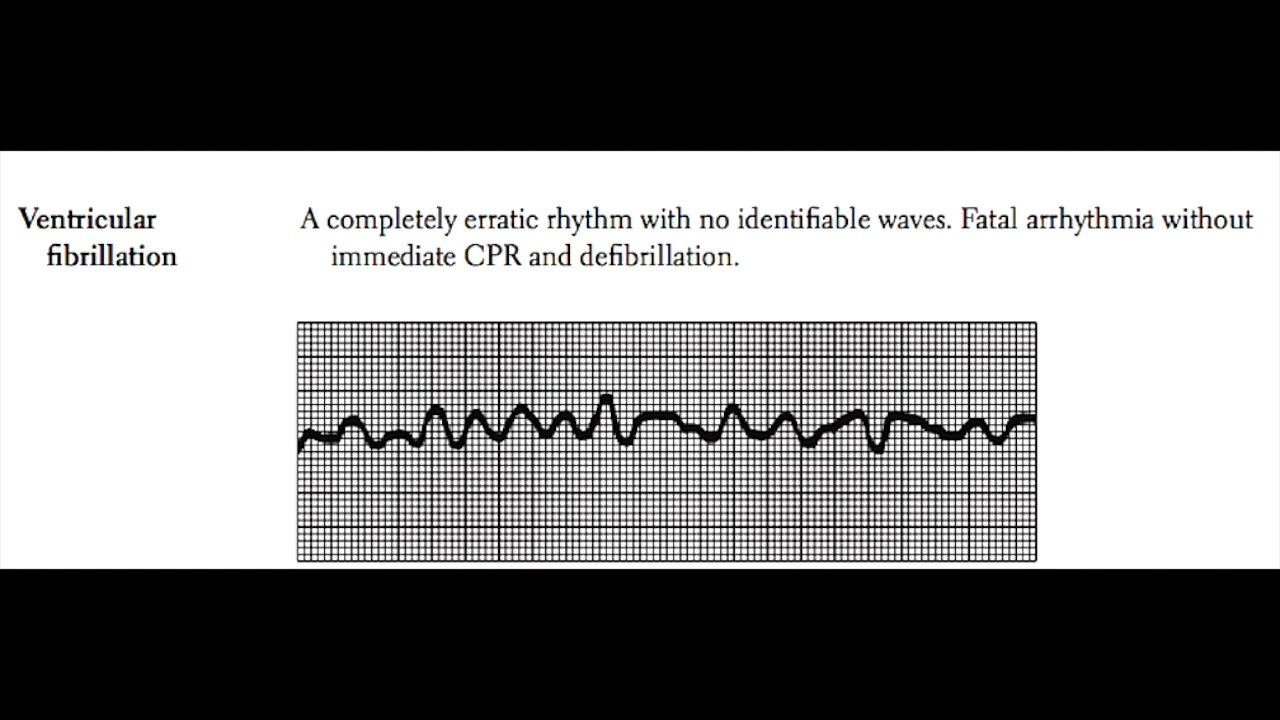 Ventricular
fibrillation
A completely erratic rhythm with no identifiable waves. Fatal arrhythmia without
immediate CPR and defibrillation.